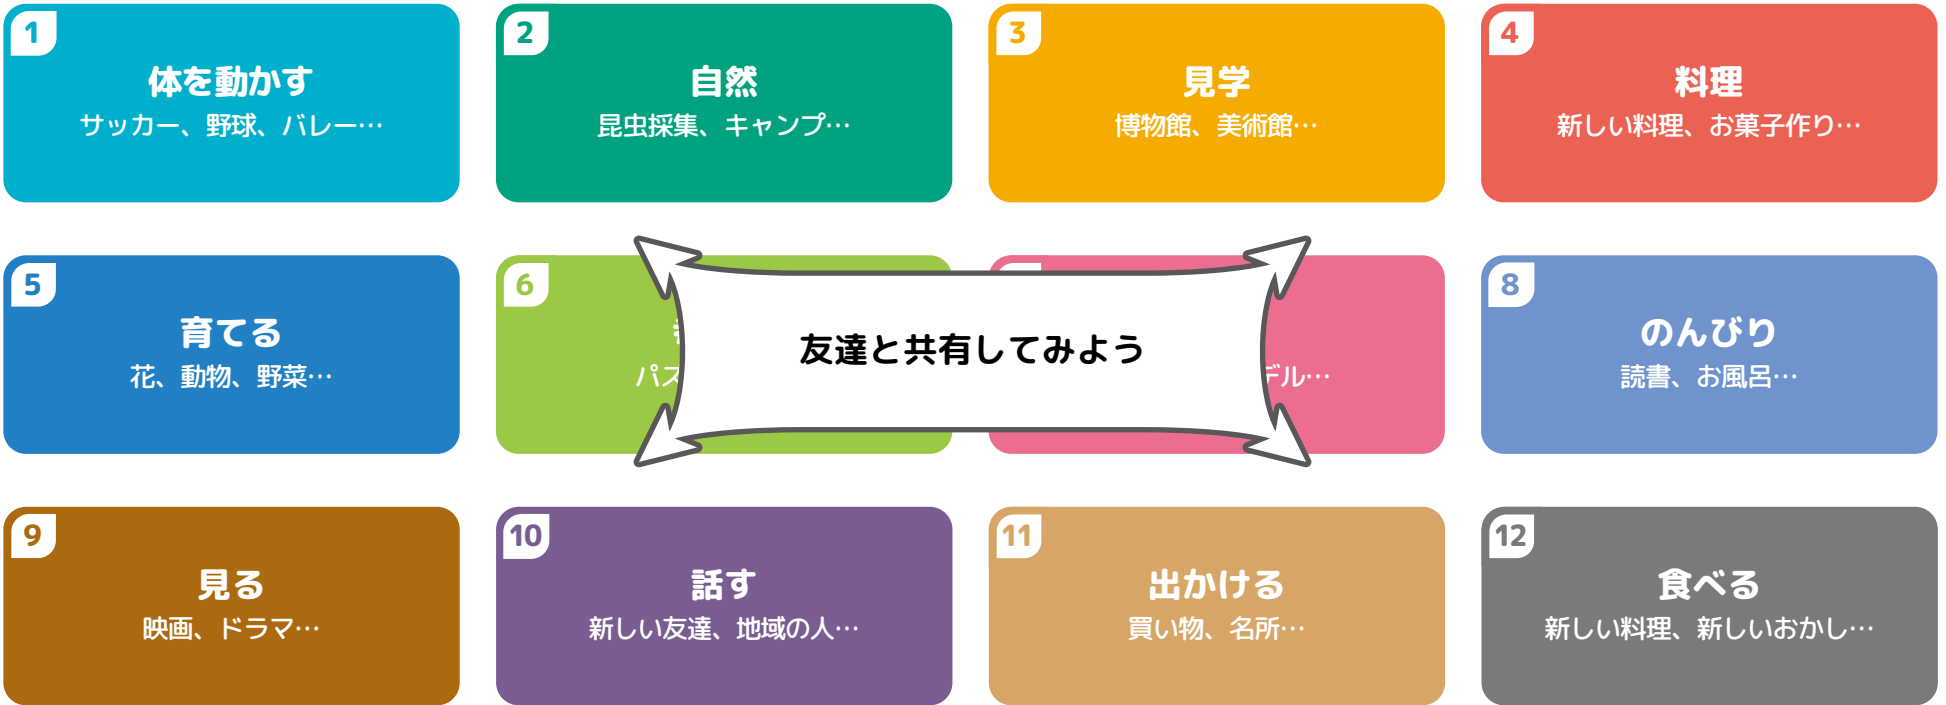 1
体を動かす
サッカー、野球、バレー…
2
自然
昆虫採集、キャンプ…
3
見学
博物館、美術館…
4
料理
新しい料理、お菓子作り…
5
育てる
花、動物、野菜…
6
パズ
デル…
友達と共有してみよう
8
のんびり
読書、お風呂…
9
見る
映画、ドラマ…
10
話す
新しい友達、地域の人…
11
出かける
買い物、名所…
12
食べる
新しい料理、新しいおかし…